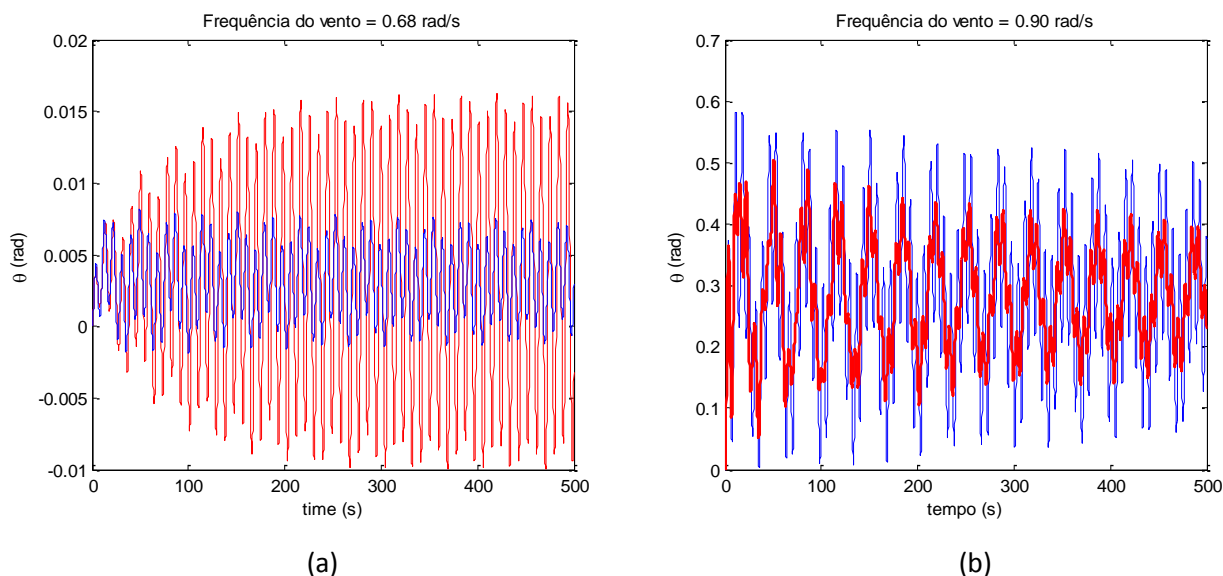 Frequência do vento = 0.68 rad/s
0.02
0.015
0.01
0.005
0
-0.005
-0.01
θ (rad)
0 100 200 300 400 500
time (s)
(a)
Frequência do vento = 0.90 rad/s
0.7
0.6
0.5
0.4
0.3
0.2
0.1
0
θ (rad)
0 100 200 300 400 500
tempo (s)
(b)